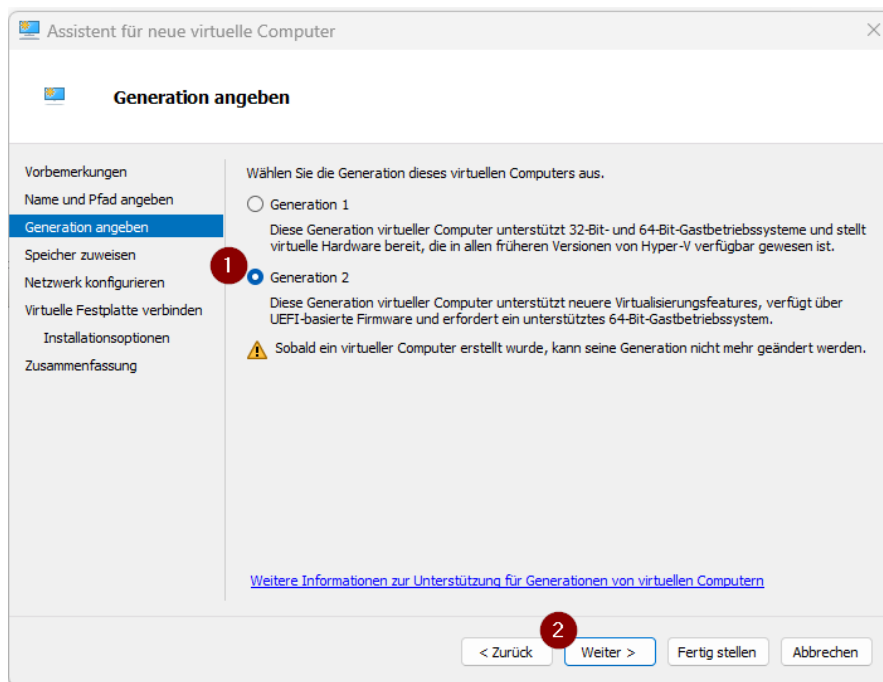 Assistent für neue virtuelle Computer
Generation angeben
Vorbemerkungen
Name und Pfad angeben
Generation angeben
Speicher zuweisen
Netzwerk konfigurieren
Virtuelle Festplatte verbinden
Installationsoptionen
Zusammenfassung
Wählen Sie die Generation dieses virtuellen Computers aus.
Generation 1
Diese Generation virtueller Computer unterstützt 32-Bit- und 64-Bit-Gastbetriebssysteme und stellt
virtuelle Hardware bereit, die in allen früheren Versionen von Hyper-V verfügbar gewesen ist.
1
Generation 2
Diese Generation virtueller Computer unterstützt neuere Virtualisierungsfeatures, verfügt über
UEFI-basierte Firmware und erfordert ein unterstütztes 64-Bit-Gastbetriebssystem.
Sobald ein virtueller Computer erstellt wurde, kann seine Generation nicht mehr geändert werden.
Weitere Informationen zur Unterstützung für Generationen von virtuellen Computern
2
< Zurück
Weiter >
Fertig stellen
Abbrechen